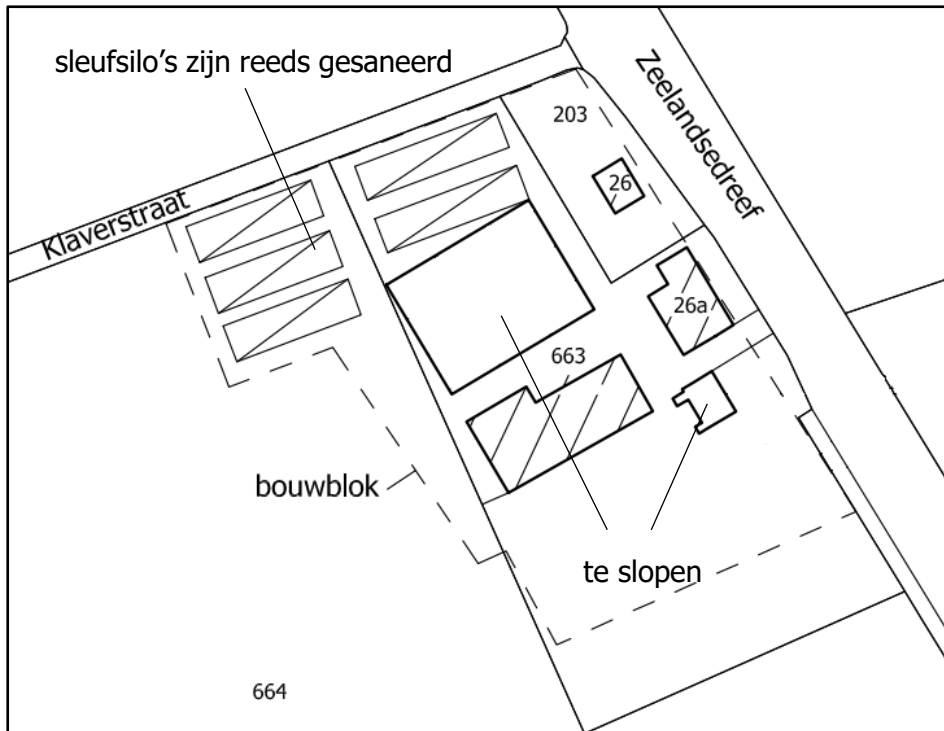 sleufsilo's zijn reeds gesaneerd
Zeelandsedreef
203
26
Klaverstraat
26a
663
bouwblok
te slopen
664